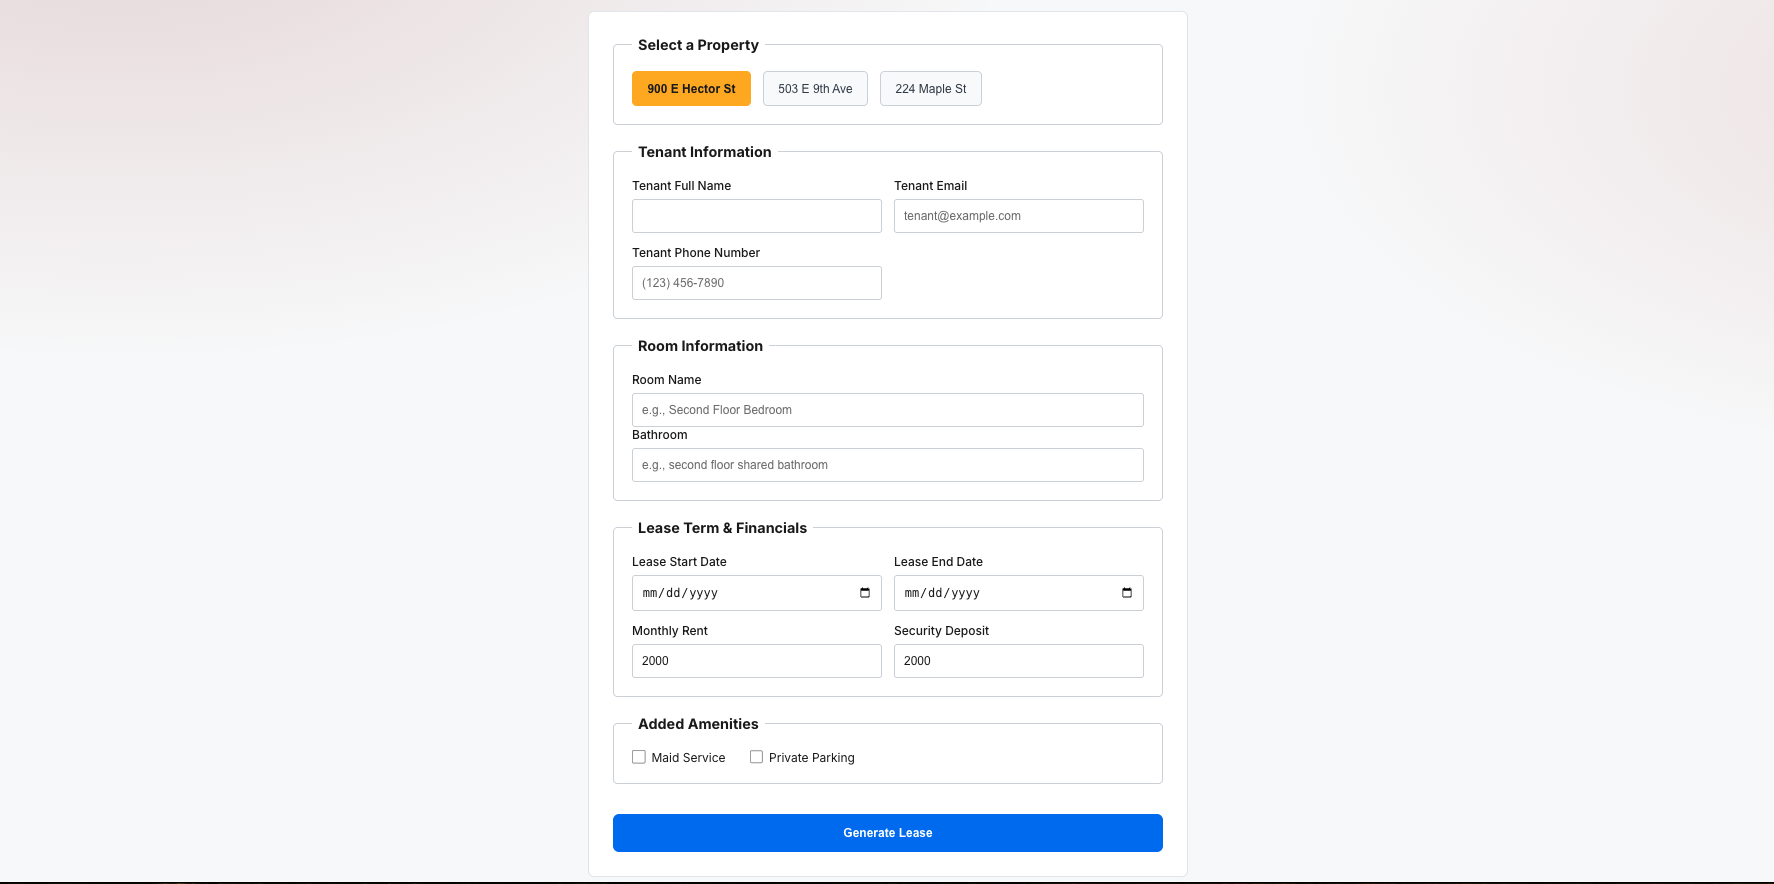 Select a Property
900 E Hector St 503 E 9th Ave 224 Maple St
Tenant Information
Tenant Full Name Tenant Email
tenant@example.com
Tenant Phone Number
(123) 456-7890
Room Information
Room Name
e.g., Second Floor Bedroom
Bathroom
e.g., second floor shared bathroom
Lease Term & Financials
Lease Start Date Lease End Date
mm/dd/yyyy mm/dd/yyyy
Monthly Rent Security Deposit
2000 2000
Added Amenities
Maid Service Private Parking
Generate Lease